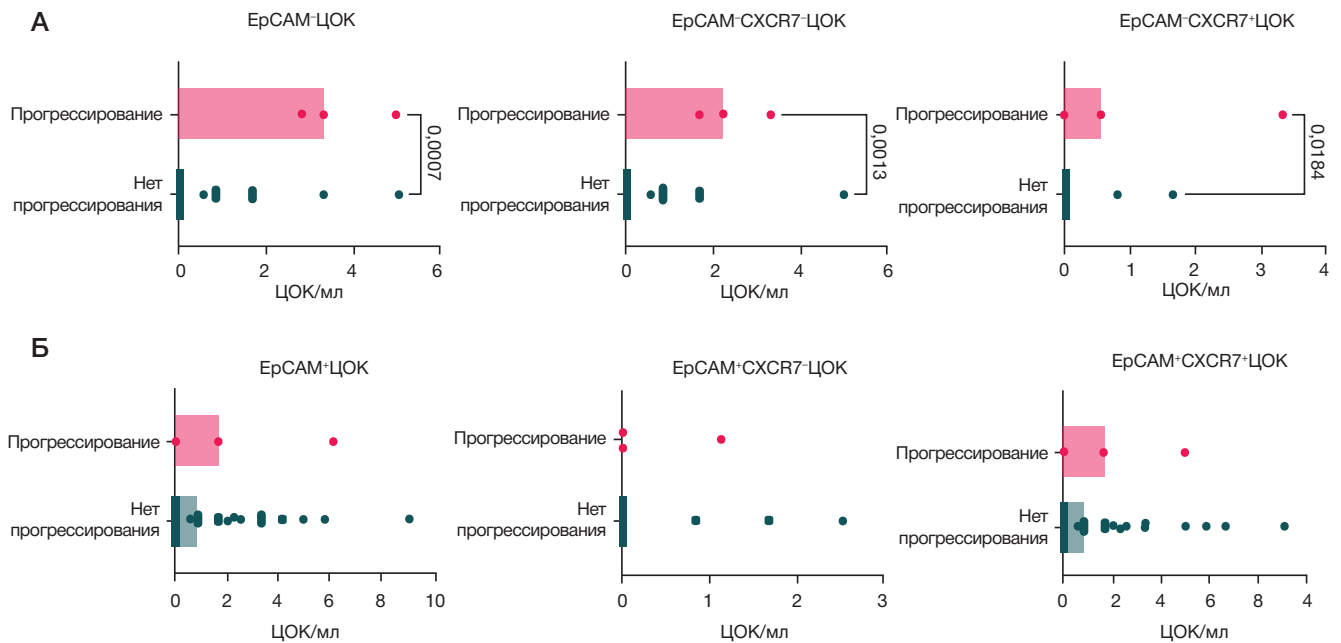 А
EpCAM⁻ЦОК
EpCAM⁻CXCR7⁻ЦОК
EpCAM⁻CXCR7⁺ЦОК
Прогрессирование
Нет
прогрессирования
0,0007
0 2 4 6
ЦОК/мл
Прогрессирование
Нет
прогрессирования
0,0013
0 2 4 6
ЦОК/мл
Прогрессирование
Нет
прогрессирования
0,0184
0 1 2 3 4
ЦОК/мл
Б
EpCAM⁺ЦОК
EpCAM⁺CXCR7⁻ЦОК
EpCAM⁺CXCR7⁺ЦОК
Прогрессирование
Нет
прогрессирования
0 2 4 6 8 10
ЦОК/мл
Прогрессирование
Нет
прогрессирования
0 1 2 3
ЦОК/мл
Прогрессирование
Нет
прогрессирования
0 2 4 6 8 4
ЦОК/мл